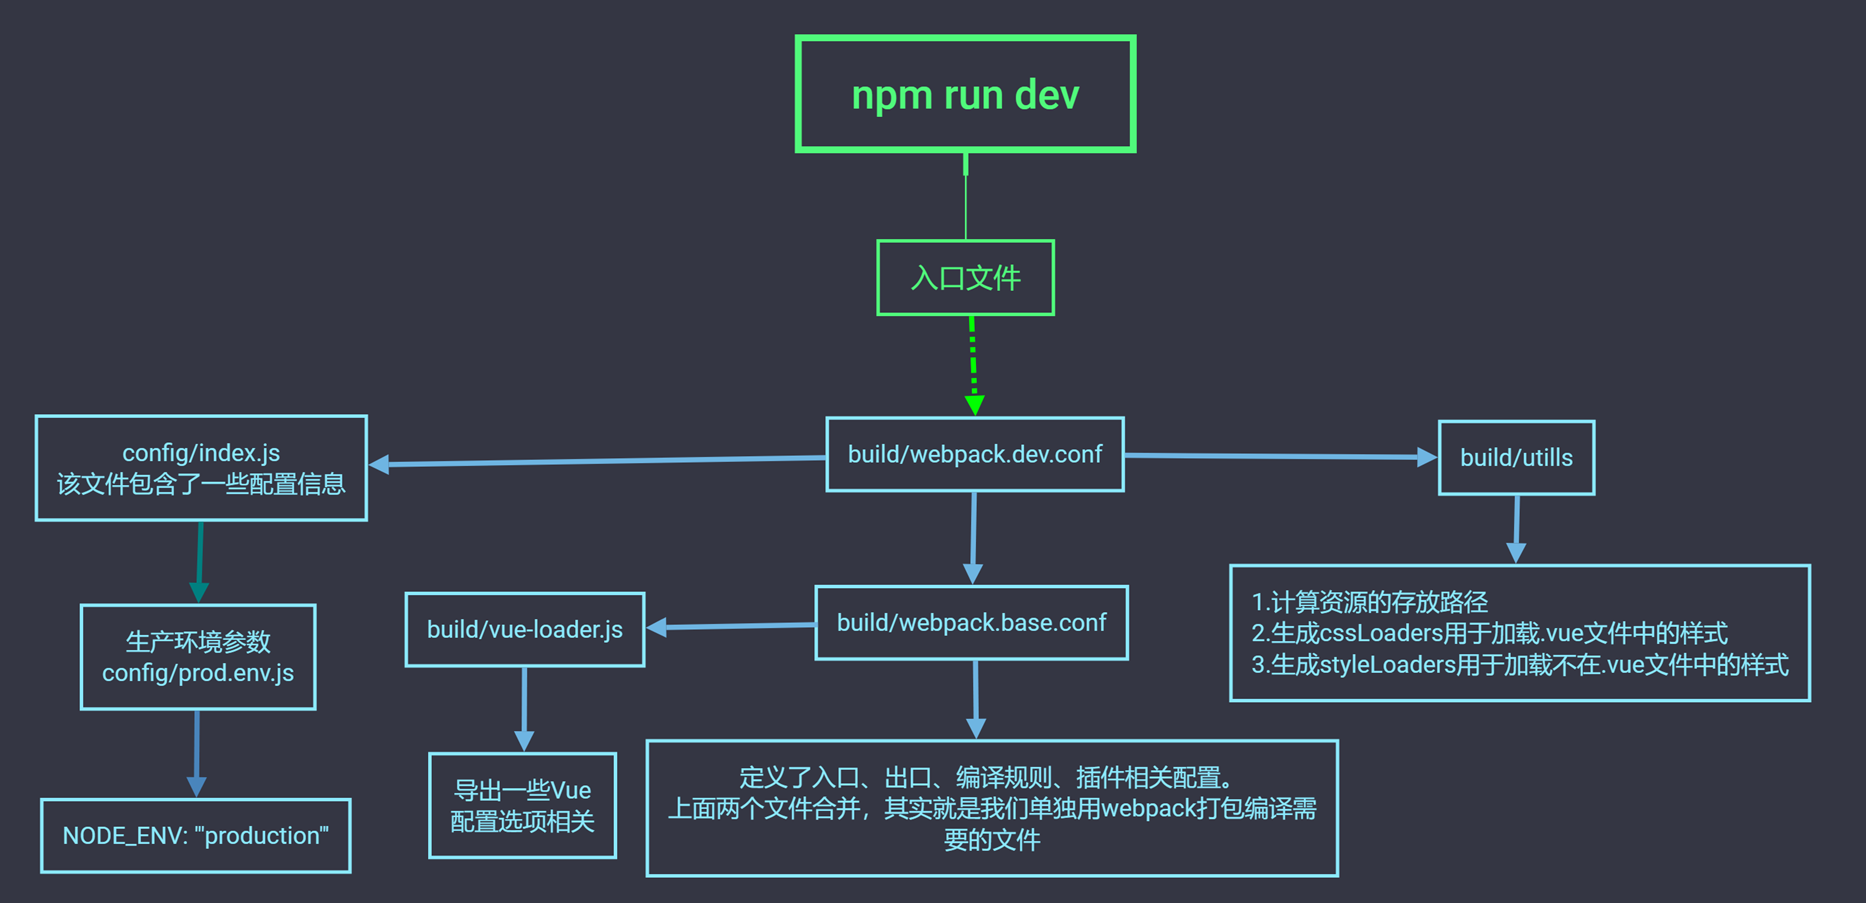 npm run dev
入口文件
config/index.js
该文件包含了一些配置信息
build/webpack.dev.conf
build/utills
生产环境参数
config/prod.env.js
build/vue-loader.js
build/webpack.base.conf
1.计算资源的存放路径
2.生成cssLoaders用于加载.vue文件中的样式
3.生成styleLoaders用于加载不在.vue文件中的样式
NODE_ENV: '"production"'
导出一些Vue
配置选项相关
定义了入口、出口、编译规则、插件相关配置。
上面两个文件合并，其实就是我们单独用webpack打包编译需
要的文件